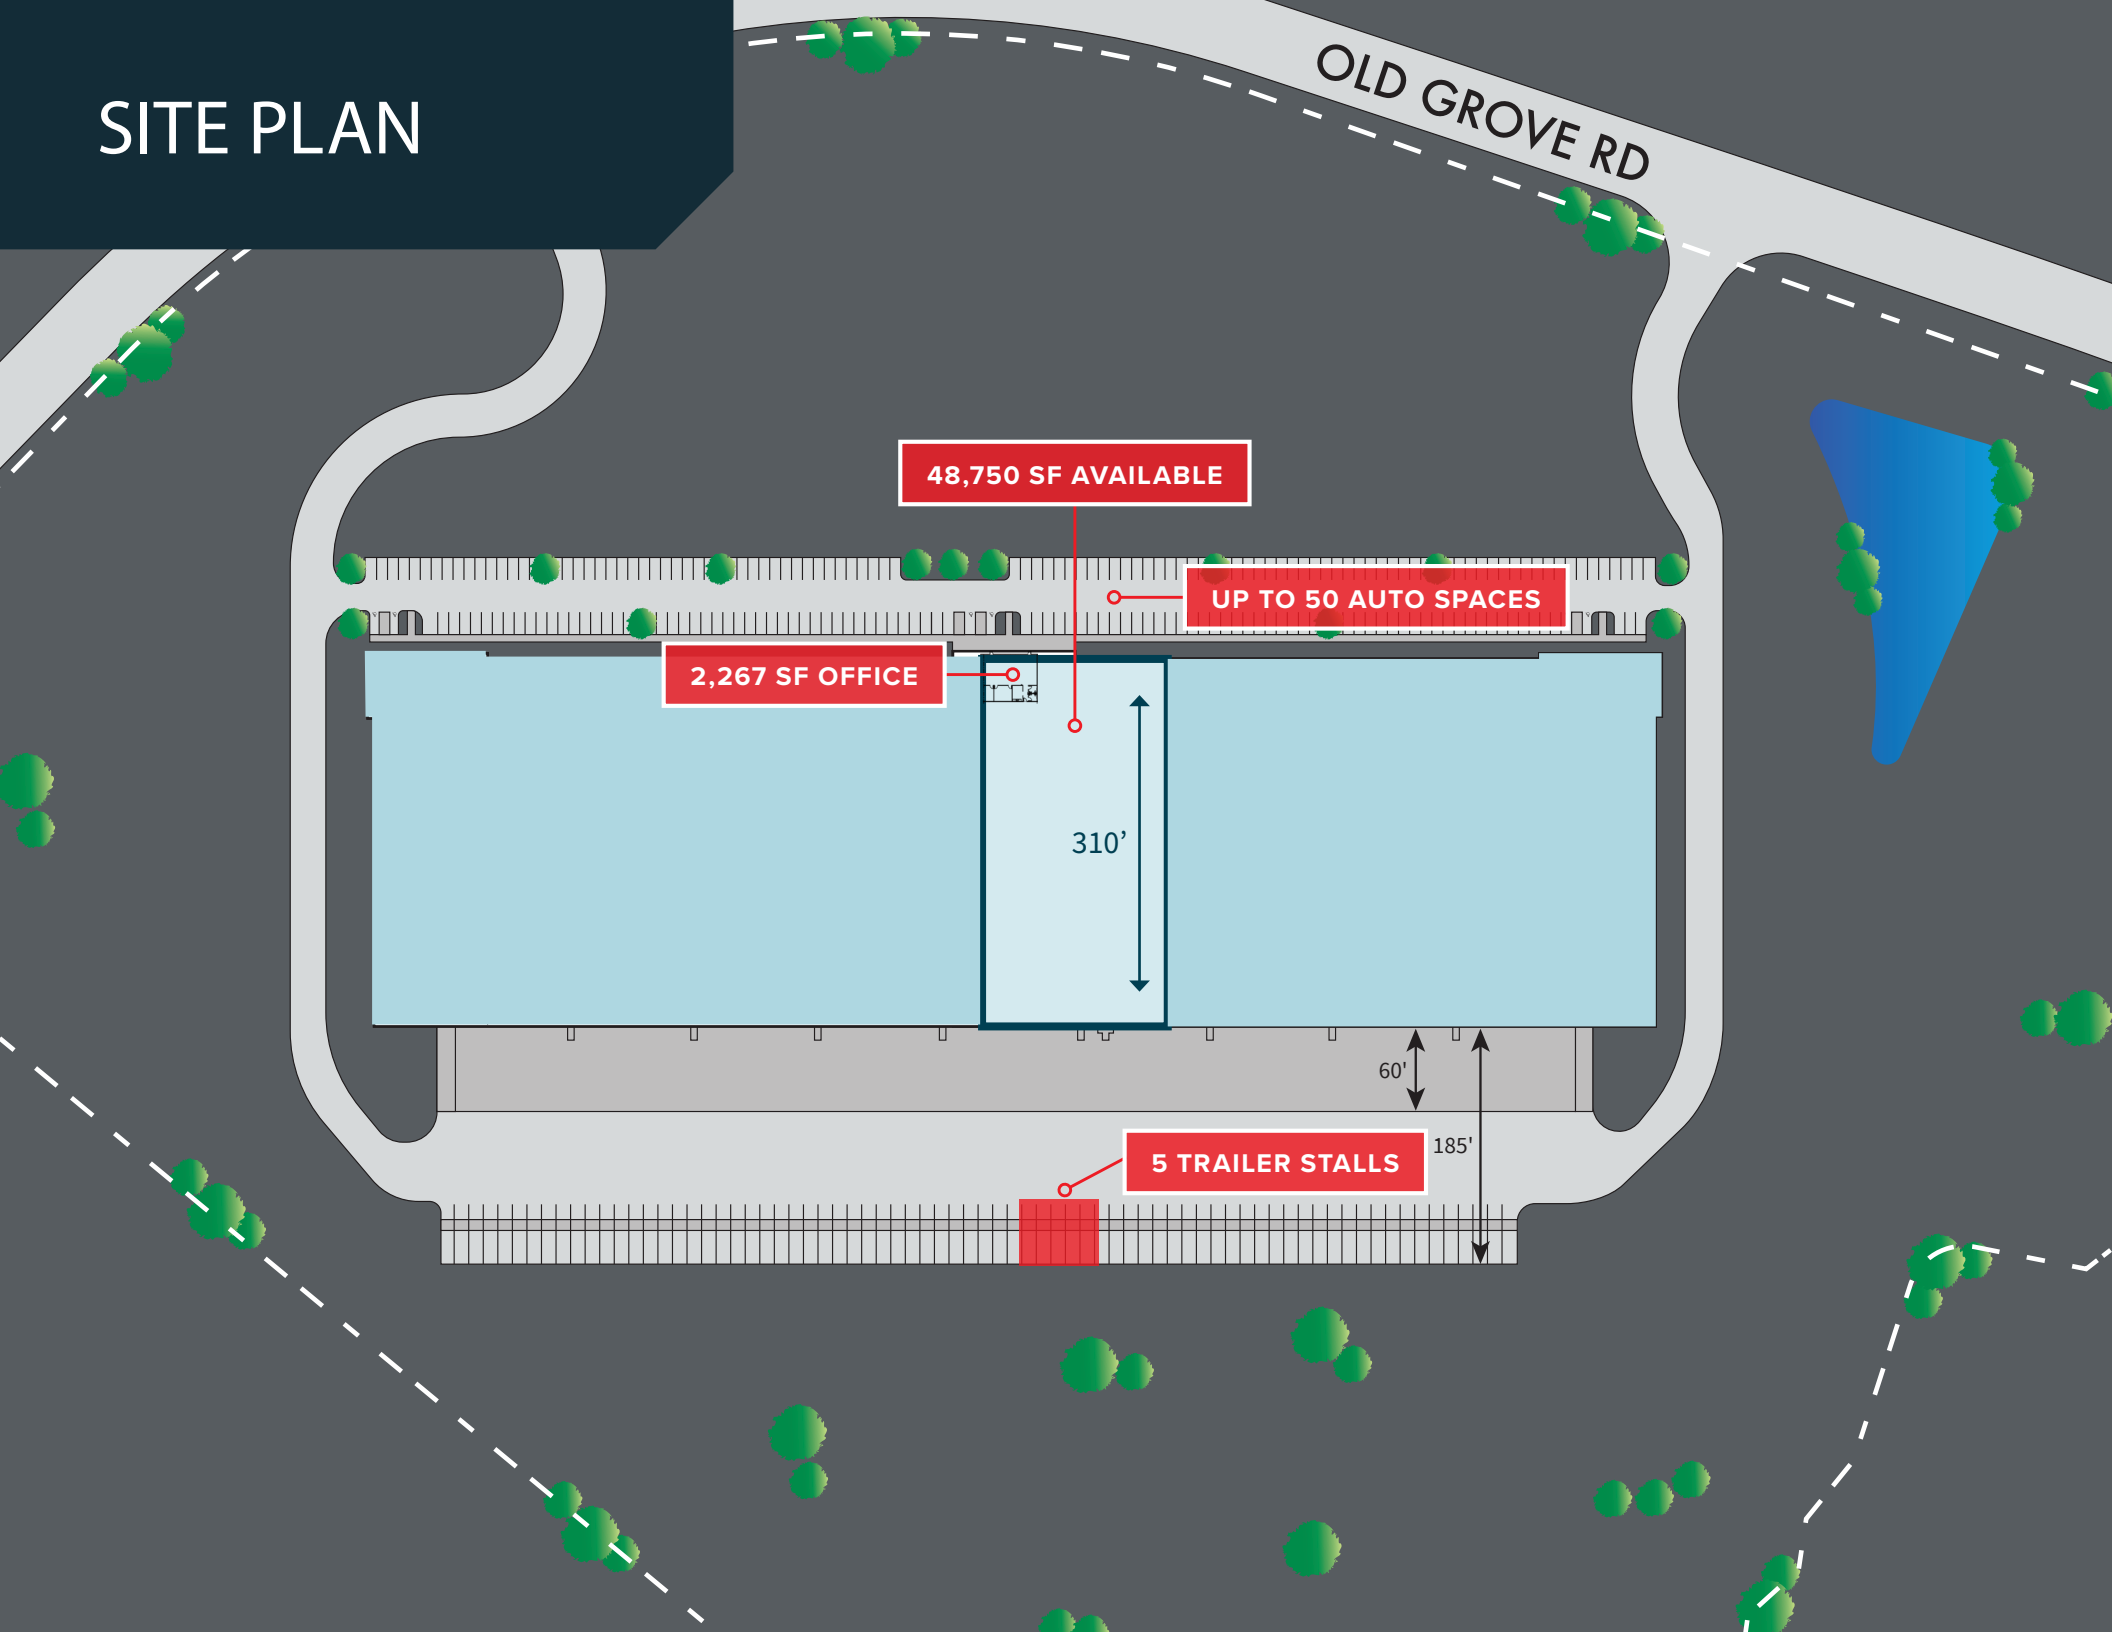 SITE PLAN
OLD GROVE RD
48,750 SF AVAILABLE
UP TO 50 AUTO SPACES
2,267 SF OFFICE
310’
60'
185'
5 TRAILER STALLS